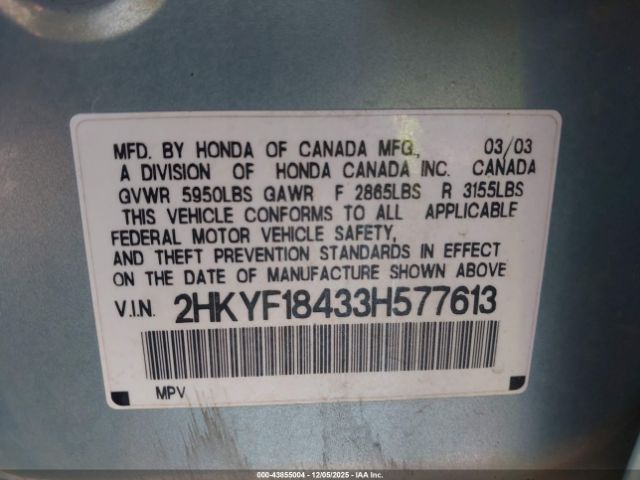 MFD. BY HONDA OF CANADA MFG., 03/03
A DIVISION OF HONDA CANADA INC. CANADA
GVWR 5950LBS GAWR F 2865LBS R 3155LBS
THIS VEHICLE CONFORMS TO ALL APPLICABLE
FEDERAL MOTOR VEHICLE SAFETY,
AND THEFT PREVENTION STANDARDS IN EFFECT
ON THE DATE OF MANUFACTURE SHOWN ABOVE
V.I.N. 2HKYF18433H577613
MPV
000-43855004 - 12/05/2025 - IAA, Inc.